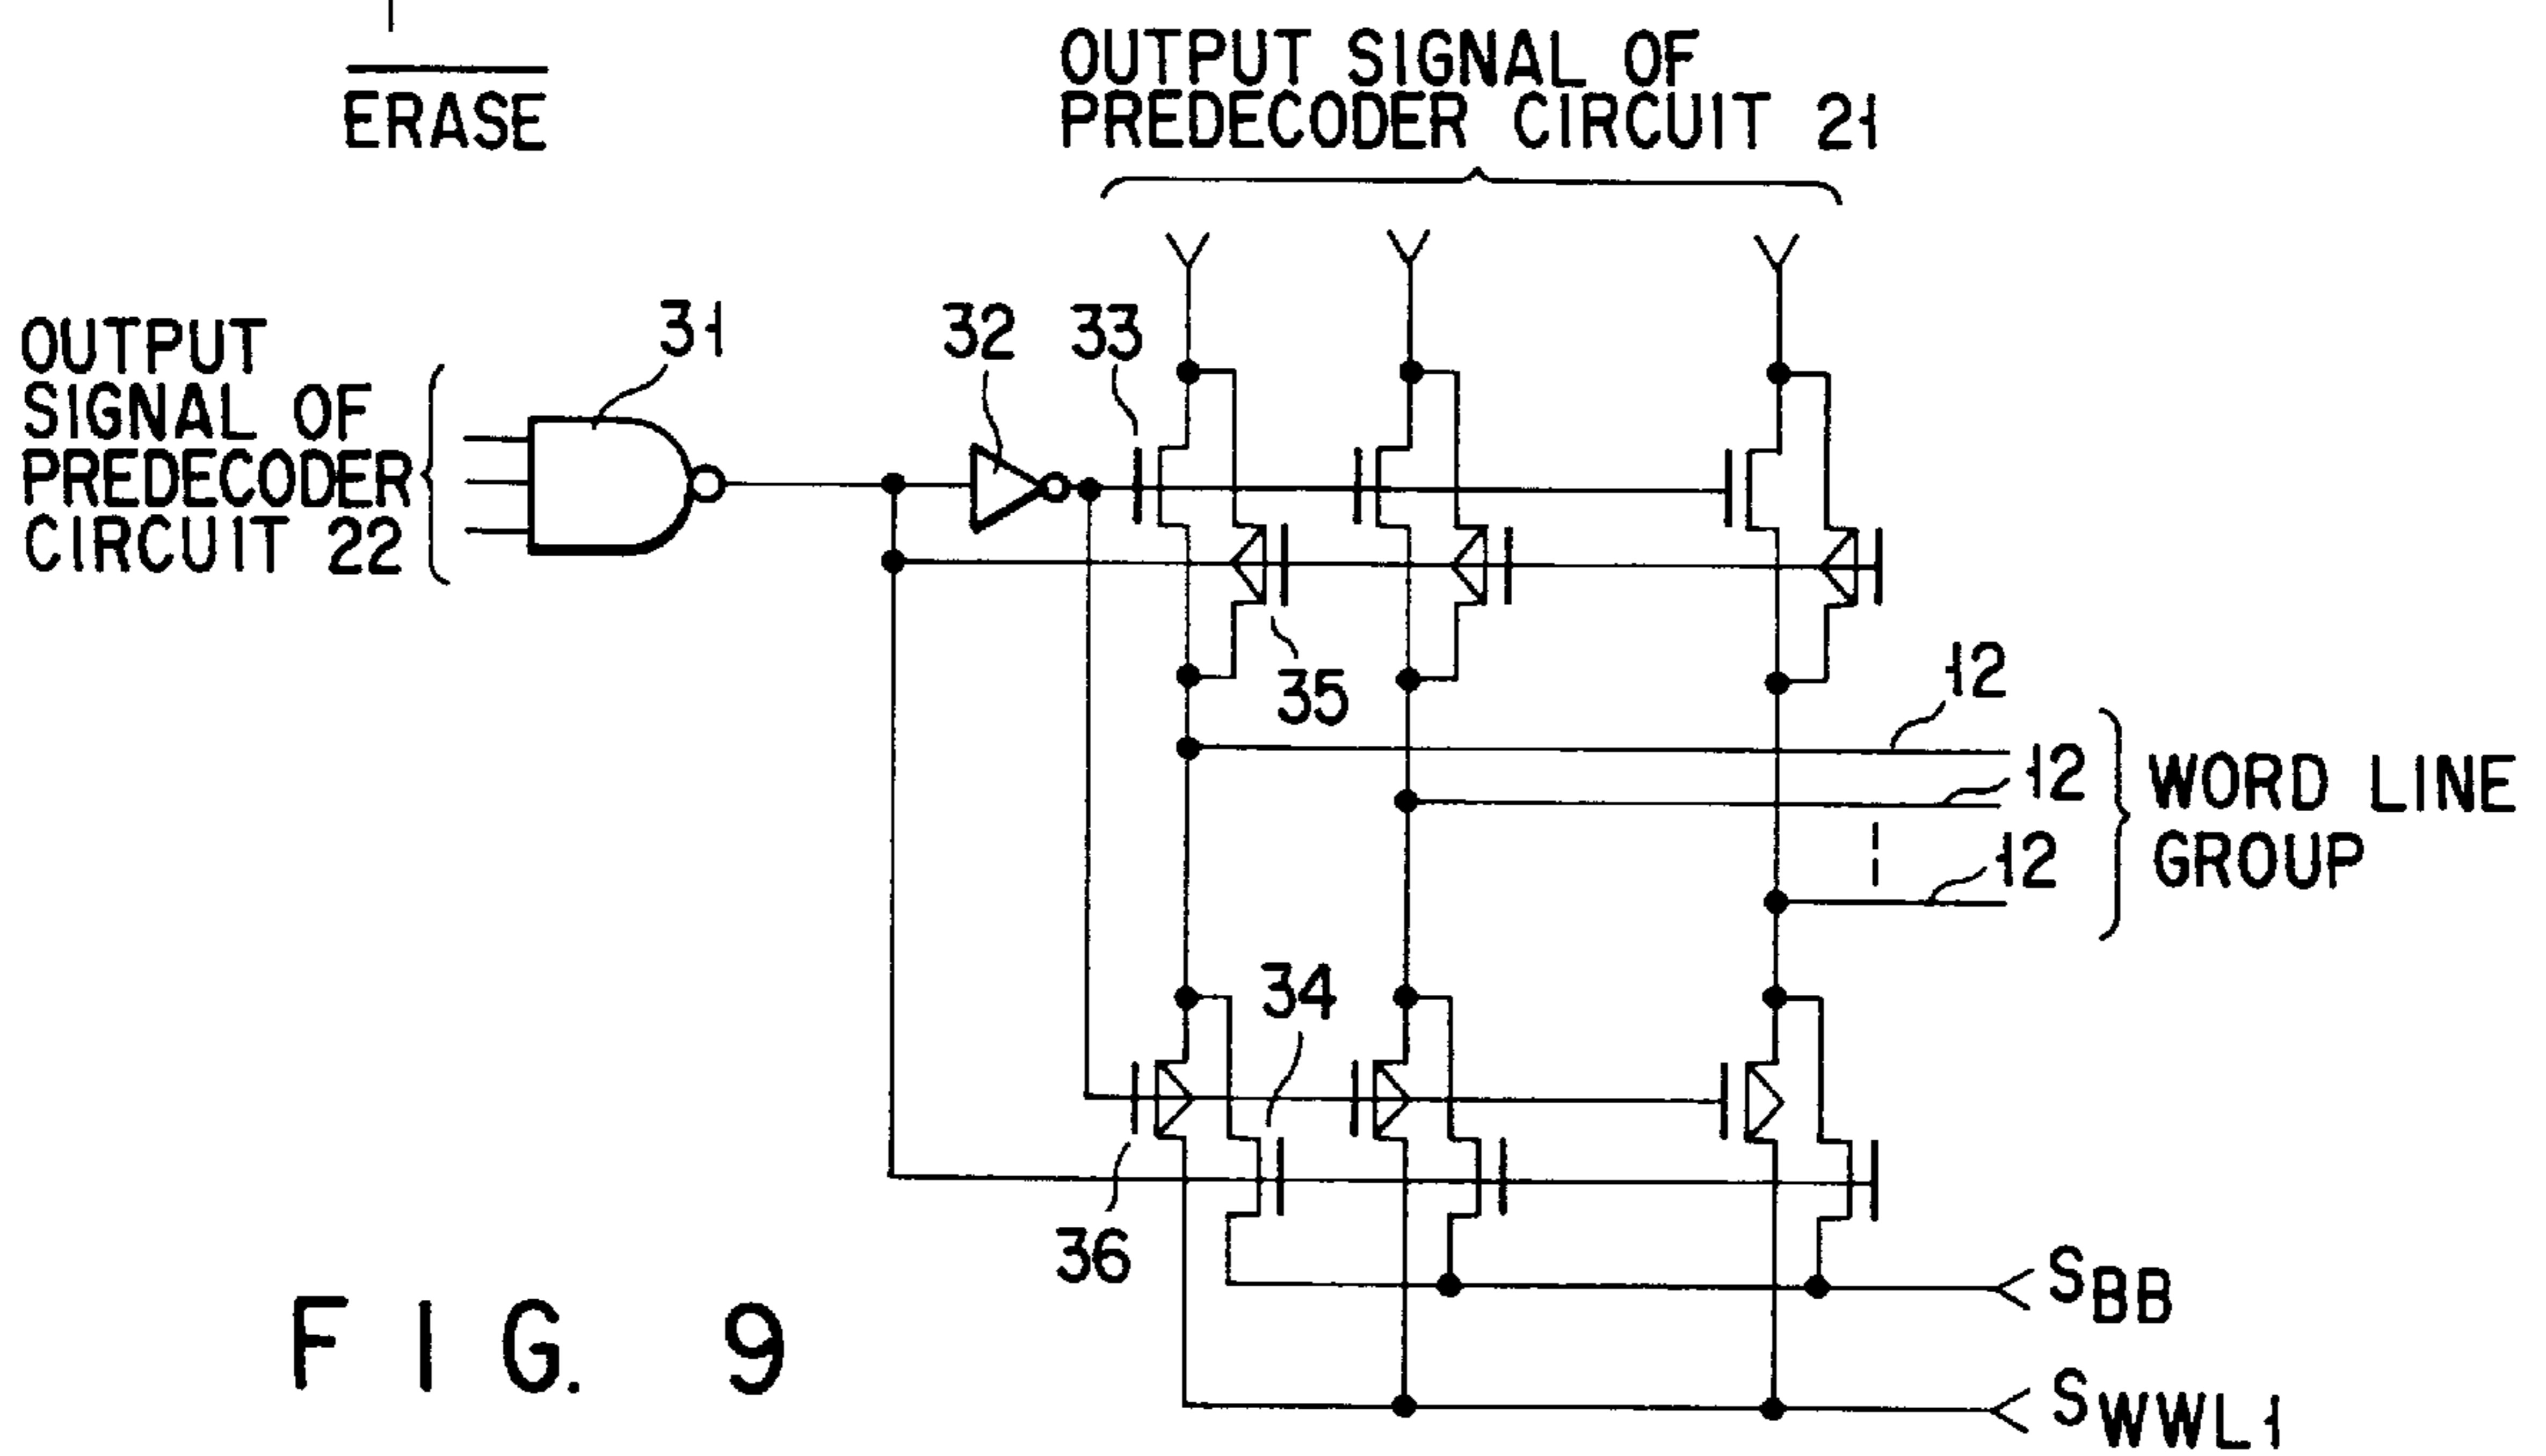 ERASE
OUTPUT SIGNAL OF
PREDECODER CIRCUIT 21
OUTPUT
SIGNAL OF
PREDECODER
CIRCUIT 22
31
32
33
35
12
12
12
WORD LINE
GROUP
34
36
SBB
SWWL1
FIG. 9